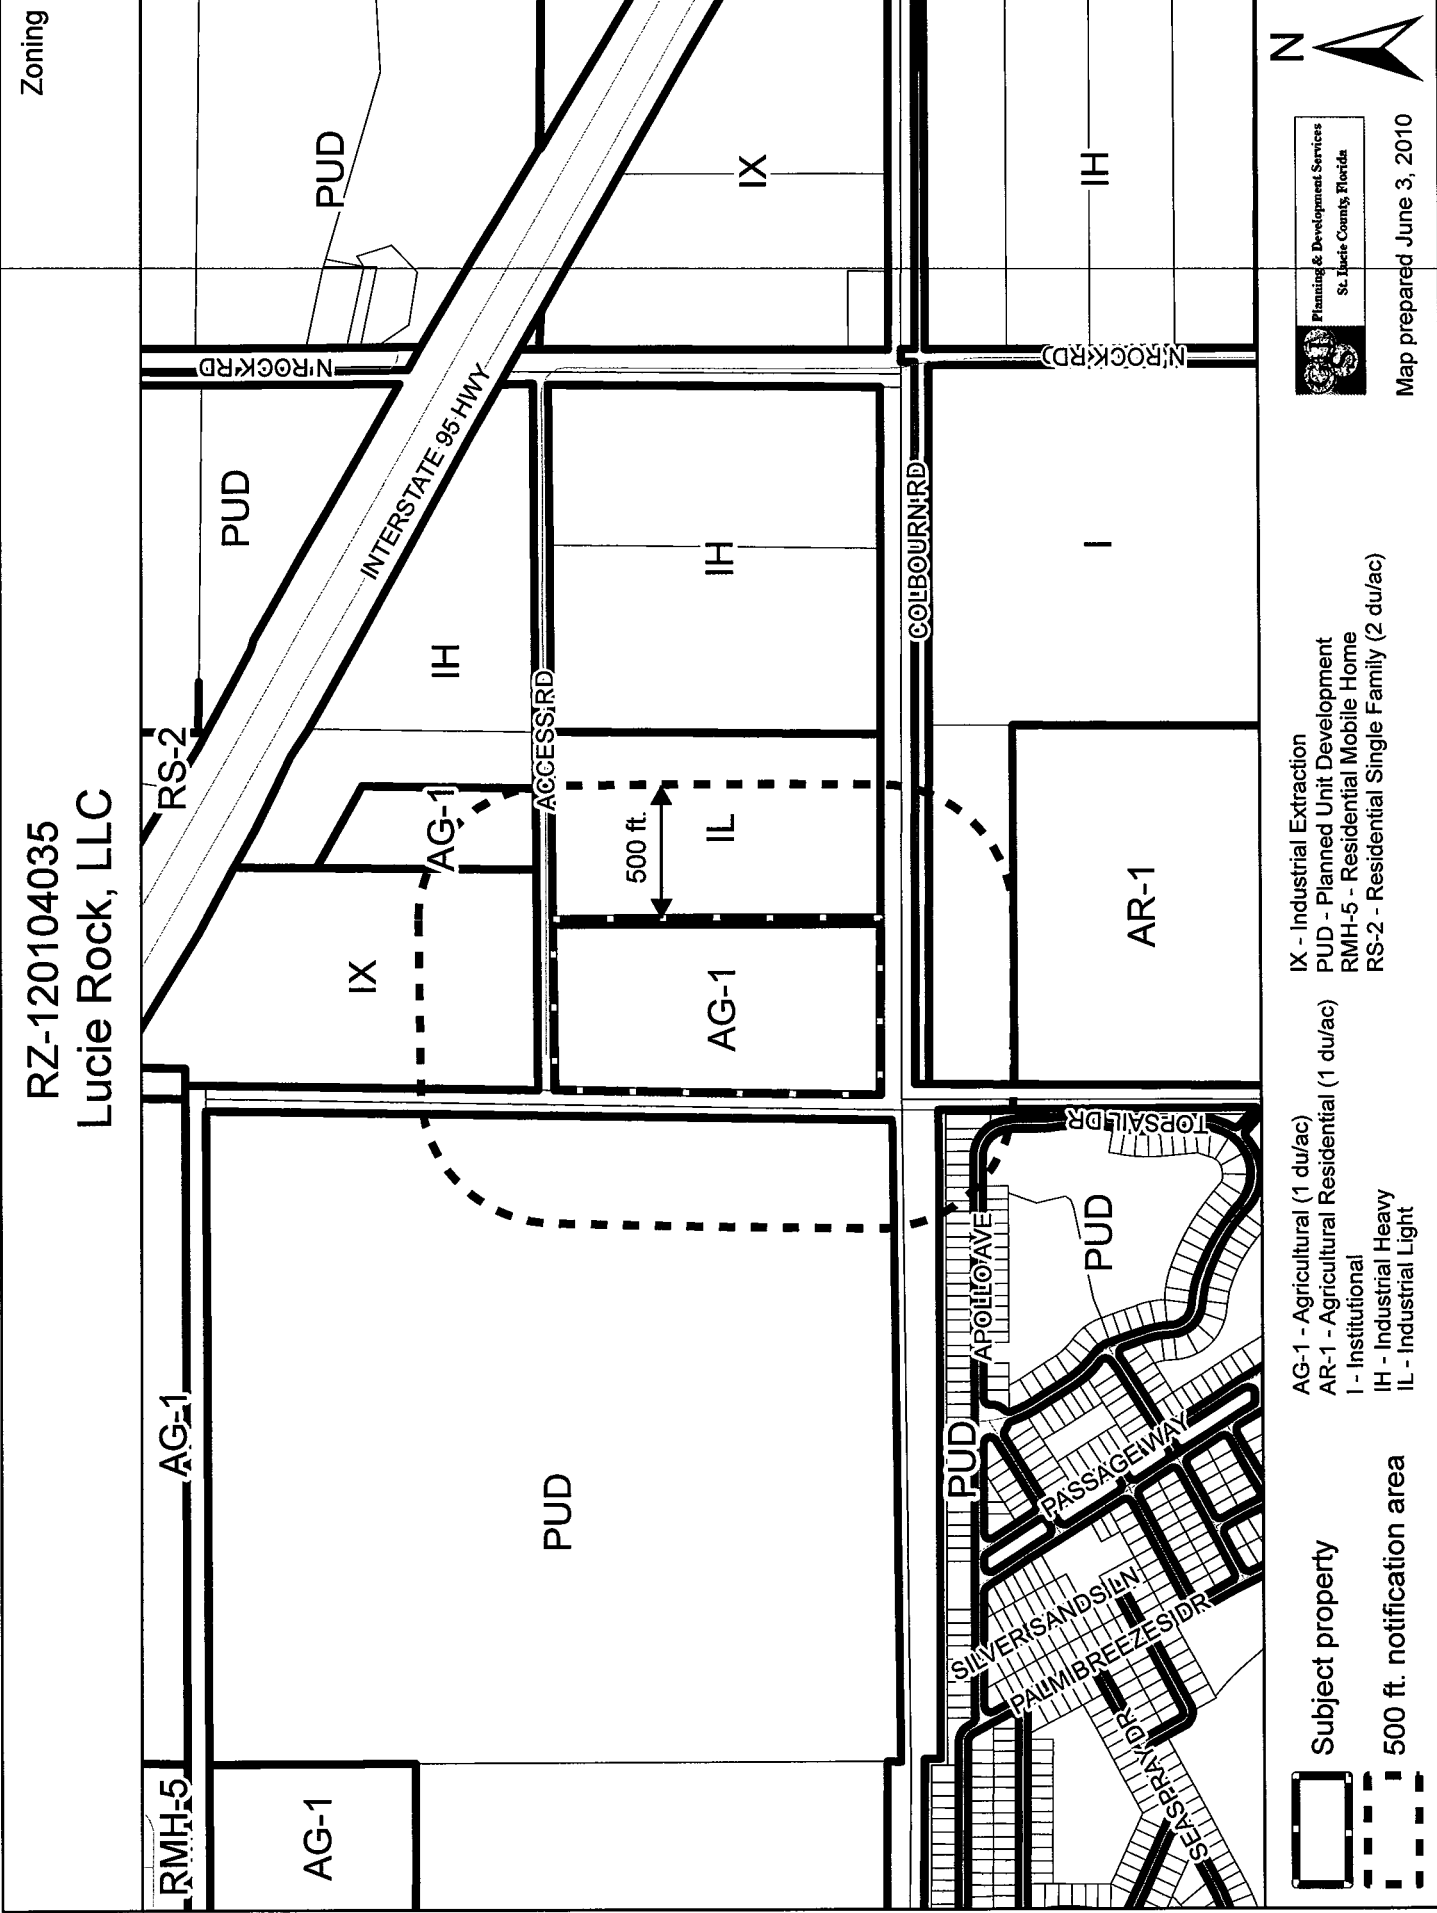 Zoning
RZ-120104035
Lucie Rock, LLC
RMH-5
AG-1
RS-2
PUD
PUD
N ROCK RD
AG-1
IX
AG-1
IH
INTERSTATE 95 HWY
PUD
ACCESS RD
500 ft.
AG-1
IL
IH
IX
COLBOURN RD
PUD
APOLLO AVE
TOPSAIL DR
PUD
AR-1
I
N ROCK RD
IH
SILVER SANDS LN
PALM BREEZES DR
PASSAGE WAY
SEASPRAY DR
Subject property
500 ft. notification area
AG-1 - Agricultural (1 du/ac)
AR-1 - Agricultural Residential (1 du/ac)
I - Institutional
IH - Industrial Heavy
IL - Industrial Light
IX - Industrial Extraction
PUD - Planned Unit Development
RMH-5 - Residential Mobile Home
RS-2 - Residential Single Family (2 du/ac)
GIS
Planning & Development Services
St. Lucie County, Florida
Map prepared June 3, 2010
N